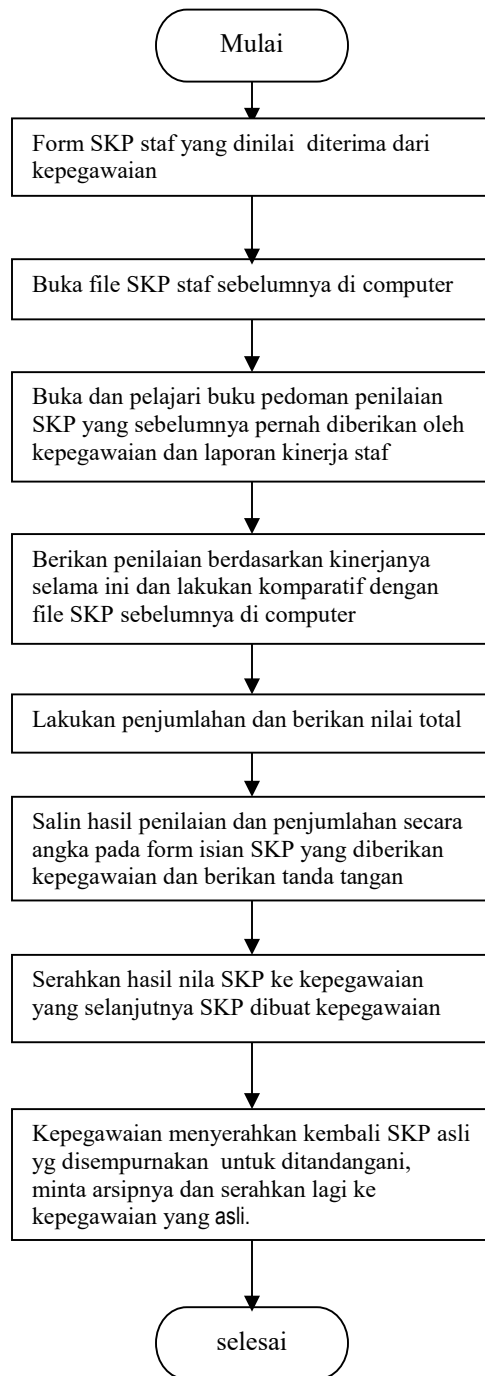 Mulai
Form SKP staf yang dinilai  diterima dari
kepegawaian
Buka file SKP staf sebelumnya di computer
Buka dan pelajari buku pedoman penilaian
SKP yang sebelumnya pernah diberikan oleh
kepegawaian dan laporan kinerja staf
Berikan penilaian berdasarkan kinerjanya
selama ini dan lakukan komparatif dengan
file SKP sebelumnya di computer
Lakukan penjumlahan dan berikan nilai total
Salin hasil penilaian dan penjumlahan secara
angka pada form isian SKP yang diberikan
kepegawaian dan berikan tanda tangan
Serahkan hasil nila SKP ke kepegawaian
yang selanjutnya SKP dibuat kepegawaian
Kepegawaian menyerahkan kembali SKP asli
yg disempurnakan  untuk ditandangani,
minta arsipnya dan serahkan lagi ke
kepegawaian yang asli.
selesai